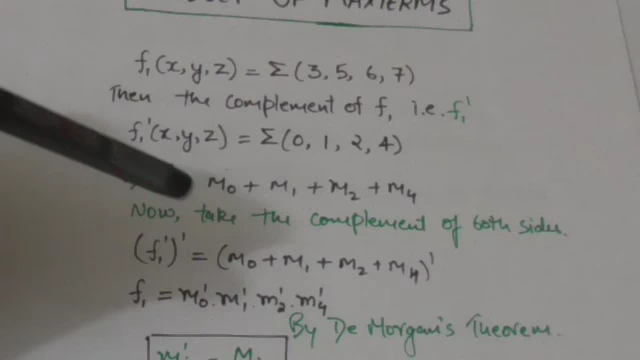 OF MAXTERMS
f₁(x,y,z) = Σ(3, 5, 6, 7)
Then the complement of f₁ i.e. f₁'
f₁'(x,y,z) = Σ(0, 1, 2, 4)
m₀ + m₁ + m₂ + m₄
Now, take the complement of both sides.
(f₁')' = (m₀ + m₁ + m₂ + m₄)'
f₁ = m₀'. m₁'. m₂'. m₄'
By De Morgan's Theorem.